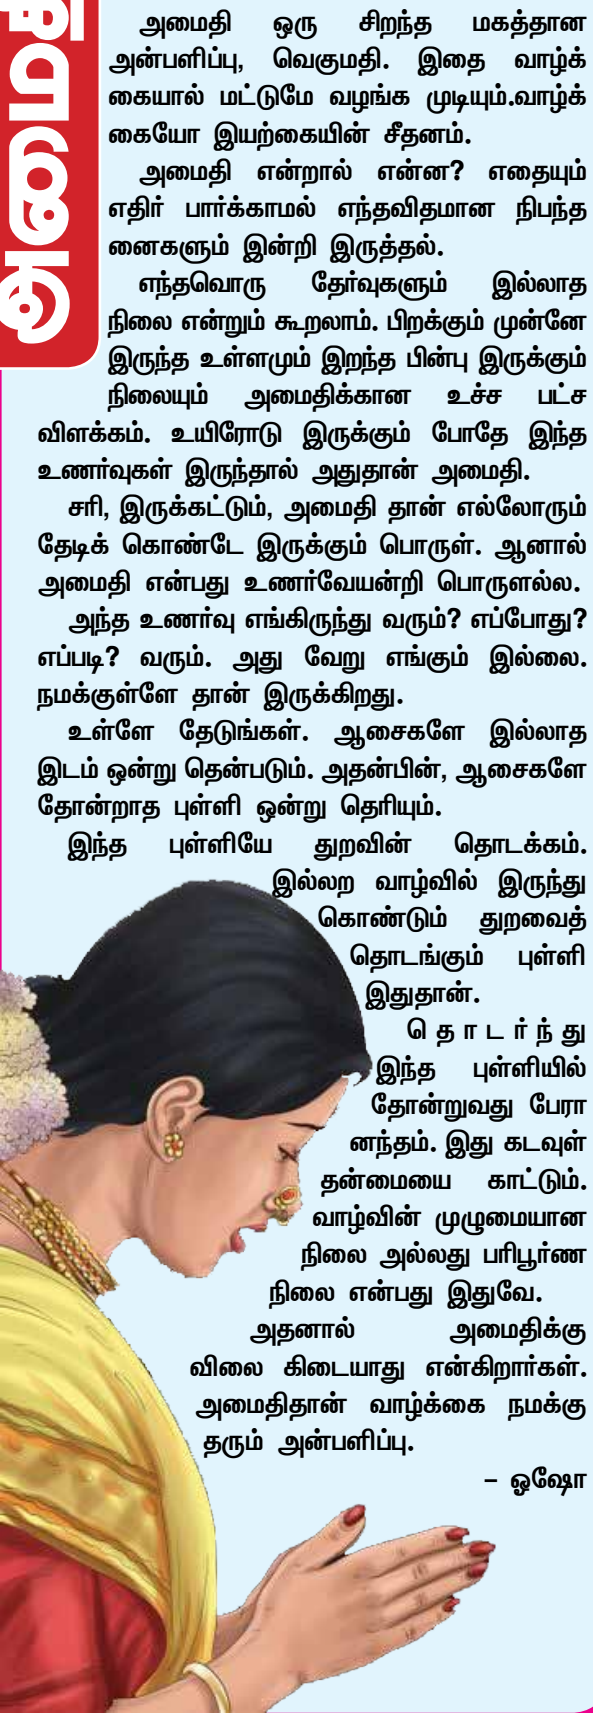 அமைதி
அமைதி ஒரு சிறந்த மகத்தான
அன்பளிப்பு, வெகுமதி. இதை வாழ்க்
கையால் மட்டுமே வழங்க முடியும்.வாழ்க்
கையோ இயற்கையின் சீதனம்.
அமைதி என்றால் என்ன? எதையும்
எதிர் பார்க்காமல் எந்தவிதமான நிபந்த
னைகளும் இன்றி இருத்தல்.
எந்தவொரு தேர்வுகளும் இல்லாத
நிலை என்றும் கூறலாம். பிறக்கும் முன்னே
இருந்த உள்ளமும் இறந்த பின்பு இருக்கும்
நிலையும் அமைதிக்கான உச்ச பட்ச
விளக்கம். உயிரோடு இருக்கும் போதே இந்த
உணர்வுகள் இருந்தால் அதுதான் அமைதி.
சரி, இருக்கட்டும், அமைதி தான் எல்லோரும்
தேடிக் கொண்டே இருக்கும் பொருள். ஆனால்
அமைதி என்பது உணர்வேயன்றி பொருளல்ல.
அந்த உணர்வு எங்கிருந்து வரும்? எப்போது?
எப்படி? வரும். அது வேறு எங்கும் இல்லை.
நமக்குள்ளே தான் இருக்கிறது.
உள்ளே தேடுங்கள். ஆசைகளே இல்லாத
இடம் ஒன்று தென்படும். அதன்பின், ஆசைகளே
தோன்றாத புள்ளி ஒன்று தெரியும்.
இந்த புள்ளியே துறவின் தொடக்கம்.
இல்லற வாழ்வில் இருந்து
கொண்டும் துறவைத்
தொடங்கும் புள்ளி
இதுதான்.
தொடர்ந்து
இந்த புள்ளியில்
தோன்றுவது பேரா
னந்தம். இது கடவுள்
தன்மையை காட்டும்.
வாழ்வின் முழுமையான
நிலை அல்லது பரிபூர்ண
நிலை என்பது இதுவே.
அதனால் அமைதிக்கு
விலை கிடையாது என்கிறார்கள்.
அமைதிதான் வாழ்க்கை நமக்கு
தரும் அன்பளிப்பு.
– ஓஷோ